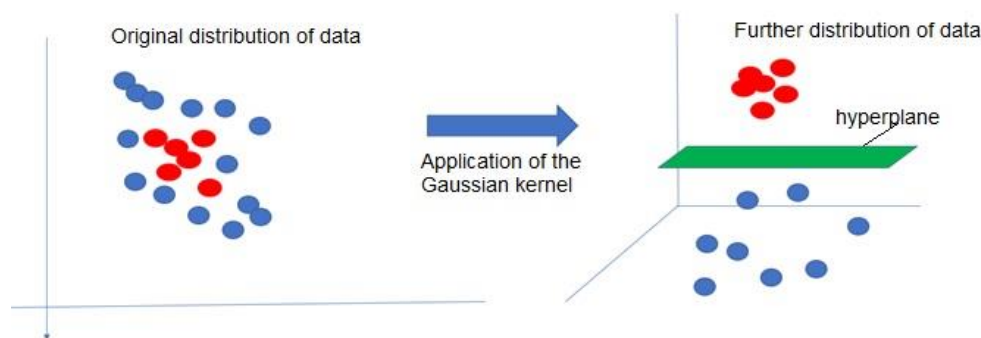 Original distribution of data
Further distribution of data
hyperplane
Application of the
Gaussian kernel